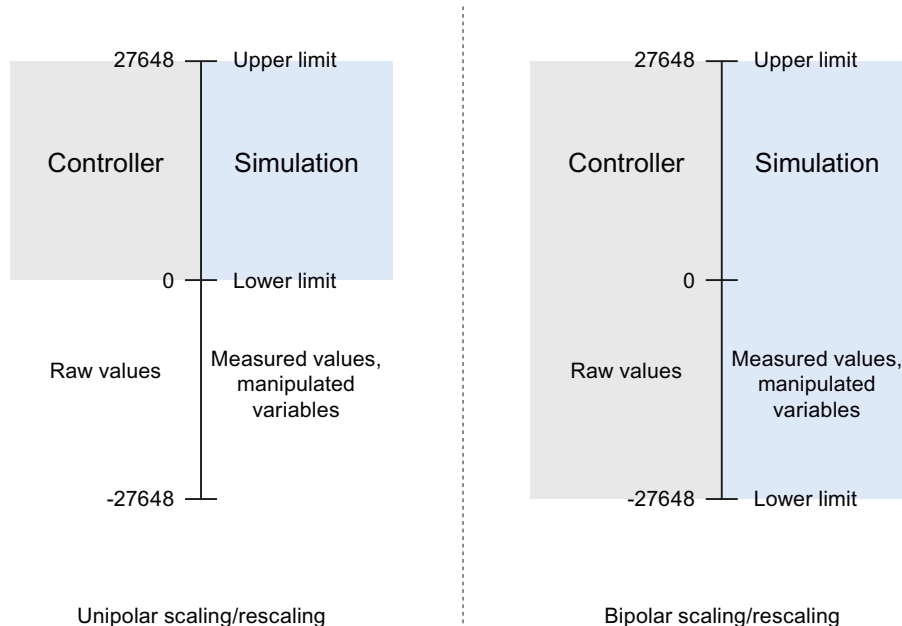 27648 Upper limit
Controller Simulation
0 Lower limit
Raw values
Measured values,
manipulated
variables
-27648
Unipolar scaling/rescaling
27648 Upper limit
Controller Simulation
0
Raw values
Measured values,
manipulated
variables
-27648 Lower limit
Bipolar scaling/rescaling